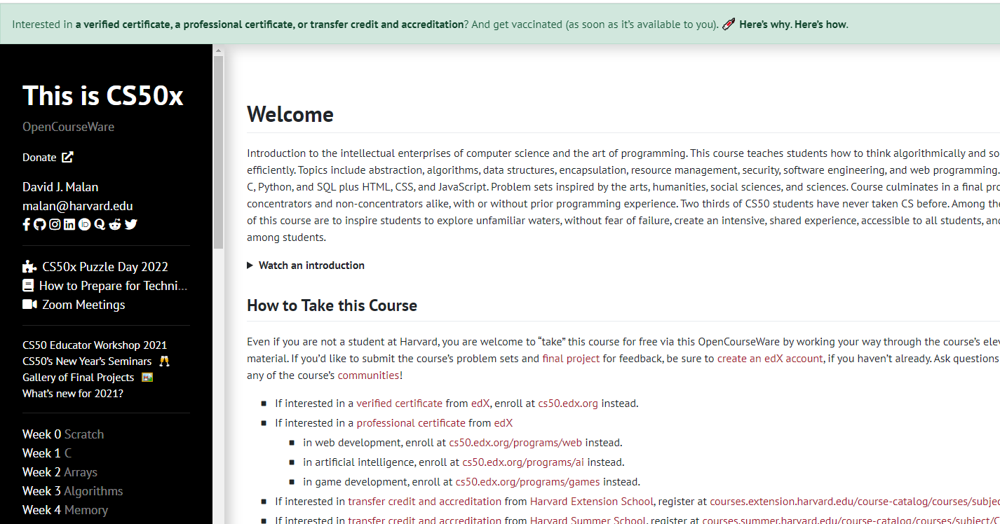 Interested in a verified certificate, a professional certificate, or transfer credit and accreditation? And get vaccinated (as soon as it’s available to you). Here’s why. Here’s how.
This is CS50x
OpenCourseWare
Donate
David J. Malan
malan@harvard.edu
CS50x Puzzle Day 2022
How to Prepare for Techni...
Zoom Meetings
CS50 Educator Workshop 2021
CS50’s New Year’s Seminars 🥂
Gallery of Final Projects 🖼️
What’s new for 2021?
Week 0 Scratch
Week 1 C
Week 2 Arrays
Week 3 Algorithms
Week 4 Memory
Welcome
Introduction to the intellectual enterprises of computer science and the art of programming. This course teaches students how to think algorithmically and so
efficiently. Topics include abstraction, algorithms, data structures, encapsulation, resource management, security, software engineering, and web programming.
C, Python, and SQL plus HTML, CSS, and JavaScript. Problem sets inspired by the arts, humanities, social sciences, and sciences. Course culminates in a final pro
concentrators and non-concentrators alike, with or without prior programming experience. Two thirds of CS50 students have never taken CS before. Among the
of this course are to inspire students to explore unfamiliar waters, without fear of failure, create an intensive, shared experience, accessible to all students, and
among students.
Watch an introduction
How to Take this Course
Even if you are not a student at Harvard, you are welcome to “take” this course for free via this OpenCourseWare by working your way through the course’s elev
material. If you’d like to submit the course’s problem sets and final project for feedback, be sure to create an edX account, if you haven’t already. Ask questions
any of the course’s communities!
If interested in a verified certificate from edX, enroll at cs50.edx.org instead.
If interested in a professional certificate from edX
in web development, enroll at cs50.edx.org/programs/web instead.
in artificial intelligence, enroll at cs50.edx.org/programs/ai instead.
in game development, enroll at cs50.edx.org/programs/games instead.
If interested in transfer credit and accreditation from Harvard Extension School, register at courses.extension.harvard.edu/course-catalog/courses/subjec
If interested in transfer credit and accreditation from Harvard Summer School, register at courses.summer.harvard.edu/course-catalog/courses/subject/C